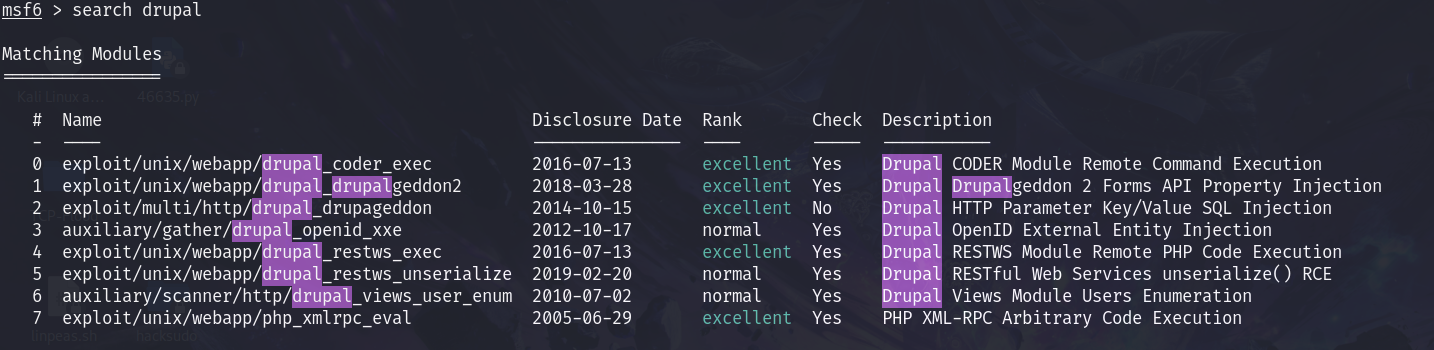 msf6 > search drupal
Matching Modules
================
Kali Linux a... 46635.py
# Name Disclosure Date Rank Check Description
- ---- --------------- ---- ----- -----------
0 exploit/unix/webapp/drupal_coder_exec 2016-07-13 excellent Yes Drupal CODER Module Remote Command Execution
1 exploit/unix/webapp/drupal_drupalgeddon2 2018-03-28 excellent Yes Drupal Drupalgeddon 2 Forms API Property Injection
2 exploit/multi/http/drupal_drupageddon 2014-10-15 excellent No Drupal HTTP Parameter Key/Value SQL Injection
3 auxiliary/gather/drupal_openid_xxe 2012-10-17 normal Yes Drupal OpenID External Entity Injection
4 exploit/unix/webapp/drupal_restws_exec 2016-07-13 excellent Yes Drupal RESTWS Module Remote PHP Code Execution
5 exploit/unix/webapp/drupal_restws_unserialize 2019-02-20 normal Yes Drupal RESTful Web Services unserialize() RCE
6 auxiliary/scanner/http/drupal_views_user_enum 2010-07-02 normal Yes Drupal Views Module Users Enumeration
7 exploit/unix/webapp/php_xmlrpc_eval 2005-06-29 excellent Yes PHP XML-RPC Arbitrary Code Execution
linpeas.sh hacksudo